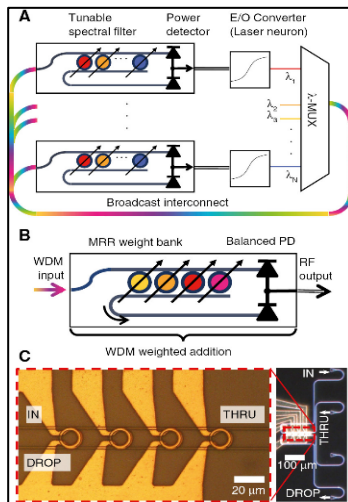 A
Tunable
spectral filter
Power
detector
E/O Converter
(Laser neuron)
λ1
λ2
λ3
λN
λ-MUX
Broadcast interconnect
B
MRR weight bank
Balanced PD
WDM
input
RF
output
WDM weighted addition
C
IN
THRU
DROP
20 µm
IN
THRU
100 µm
DROP